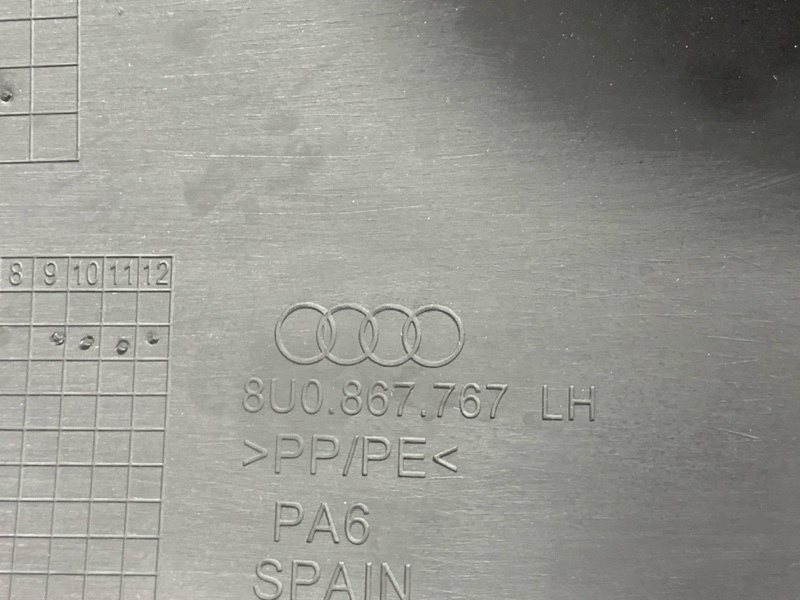 8 9 10 11 12
8U0.867.767 LH
>PP/PE<
PA6
SPAIN